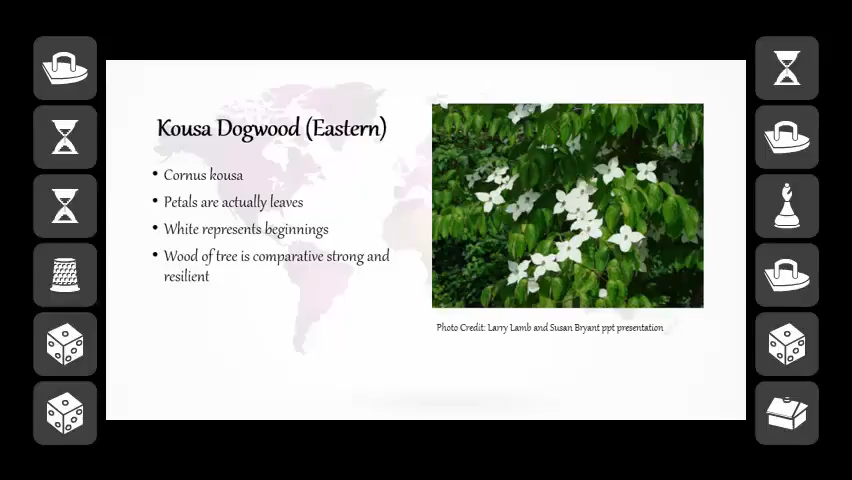 Kousa Dogwood (Eastern)
• Cornus kousa
• Petals are actually leaves
• White represents beginnings
• Wood of tree is comparative strong and
resilient
Photo Credit: Larry Lamb and Susan Bryant ppt presentation